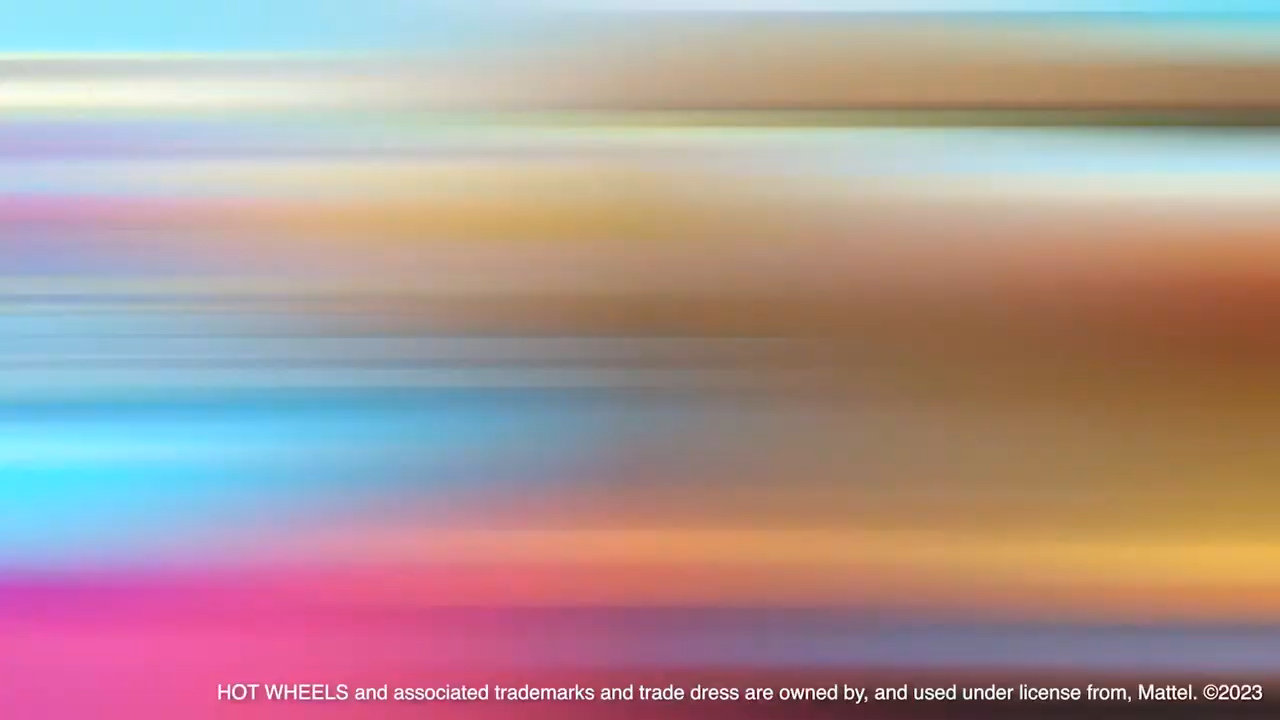 HOT WHEELS and associated trademarks and trade dress are owned by, and used under license from, Mattel. ©2023